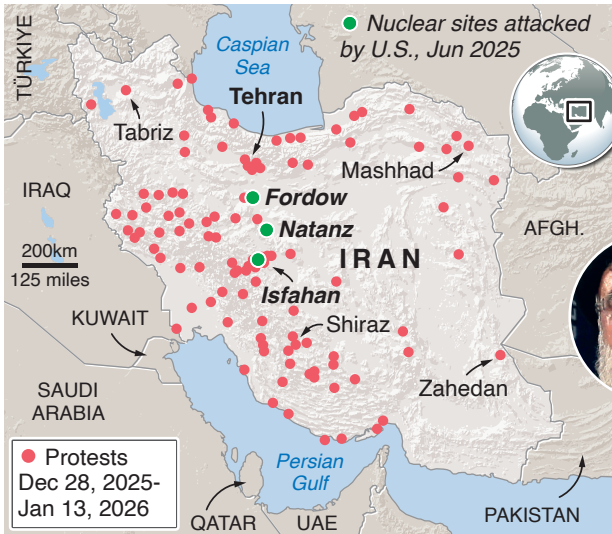 Nuclear sites attacked
by U.S., Jun 2025
TÜRKIYE
Caspian
Sea
Tehran
Tabriz
Mashhad
IRAQ
Fordow
Natanz
AFGH.
200km
125 miles
IRAN
Isfahan
KUWAIT
Shiraz
SAUDI
ARABIA
Zahedan
Protests
Dec 28, 2025-
Jan 13, 2026
Persian
Gulf
QATAR
UAE
PAKISTAN